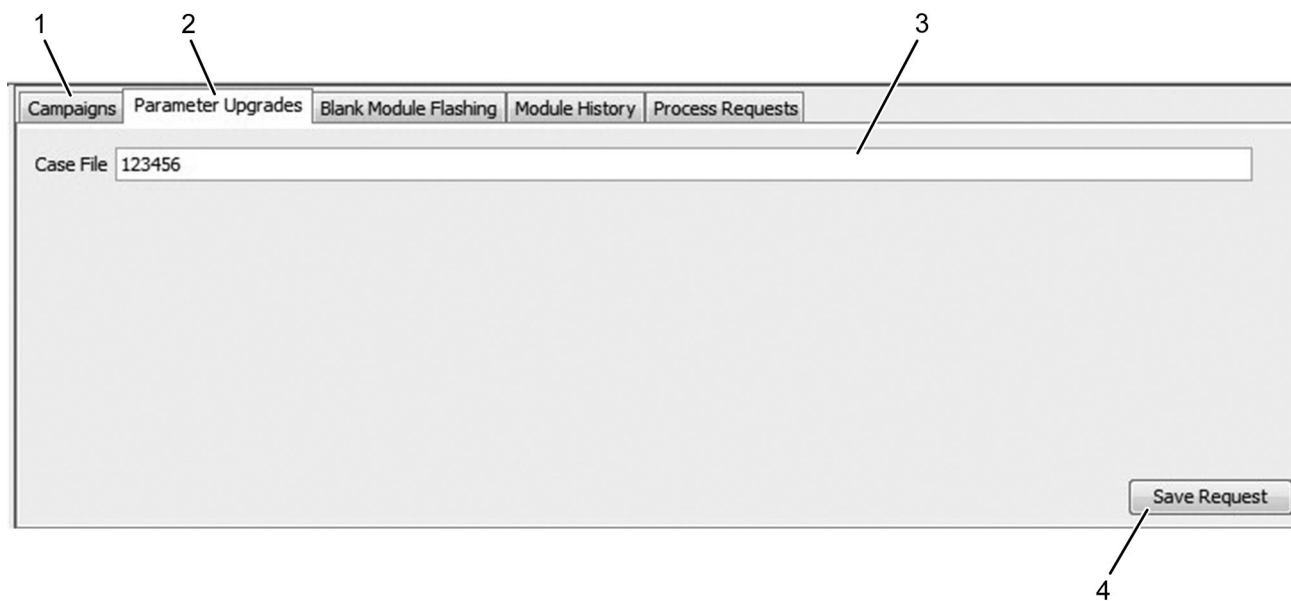 1 2 3
Campaigns Parameter Upgrades Blank Module Flashing Module History Process Requests
Case File 123456
Save Request
4